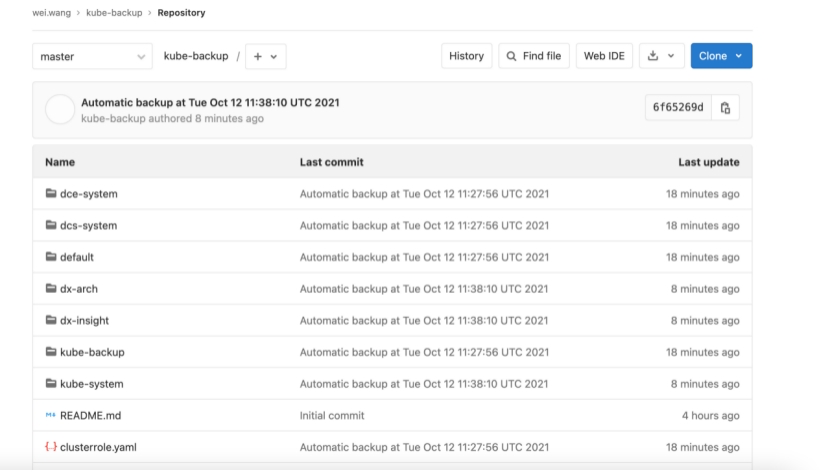 wei.wang > kube-backup > Repository
master kube-backup / + History Find file Web IDE Clone
Automatic backup at Tue Oct 12 11:38:10 UTC 2021
kube-backup authored 8 minutes ago
6f65269d
Name Last commit Last update
dce-system Automatic backup at Tue Oct 12 11:27:56 UTC 2021 18 minutes ago
dcs-system Automatic backup at Tue Oct 12 11:27:56 UTC 2021 18 minutes ago
default Automatic backup at Tue Oct 12 11:27:56 UTC 2021 18 minutes ago
dx-arch Automatic backup at Tue Oct 12 11:38:10 UTC 2021 8 minutes ago
dx-insight Automatic backup at Tue Oct 12 11:38:10 UTC 2021 8 minutes ago
kube-backup Automatic backup at Tue Oct 12 11:27:56 UTC 2021 18 minutes ago
kube-system Automatic backup at Tue Oct 12 11:38:10 UTC 2021 8 minutes ago
README.md Initial commit 4 hours ago
clusterrole.yaml Automatic backup at Tue Oct 12 11:27:56 UTC 2021 18 minutes ago